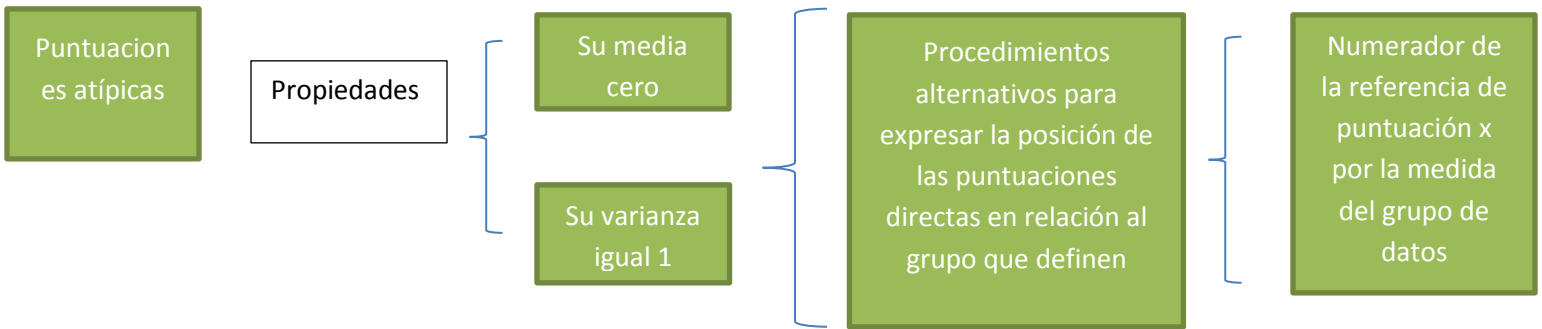 Puntuacion
es atípicas
Propiedades
Su media
cero
Su varianza
igual 1
Procedimientos
alternativos para
expresar la posición de
las puntuaciones
directas en relación al
grupo que definen
Numerador de
la referencia de
puntuación x
por la medida
del grupo de
datos